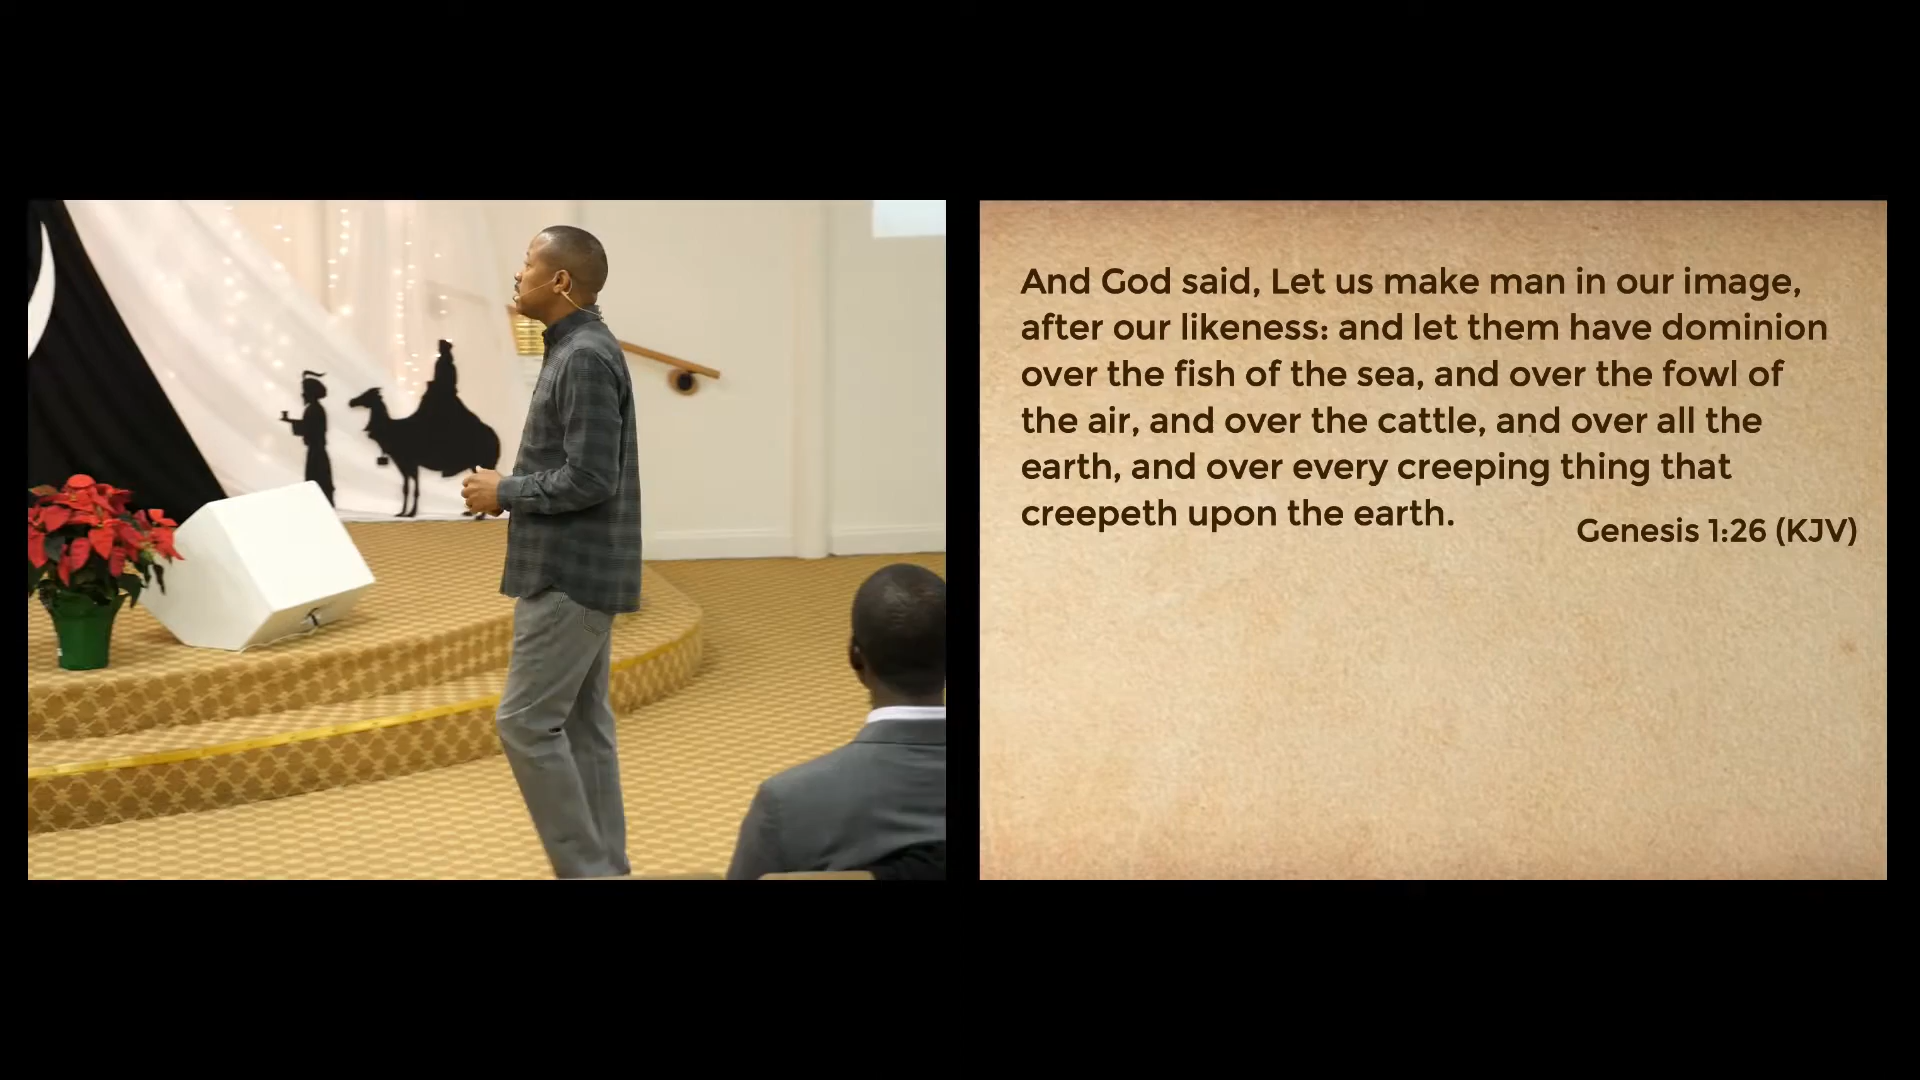 And God said, Let us make man in our image,
after our likeness: and let them have dominion
over the fish of the sea, and over the fowl of
the air, and over the cattle, and over all the
earth, and over every creeping thing that
creepeth upon the earth.
Genesis 1:26 (KJV)